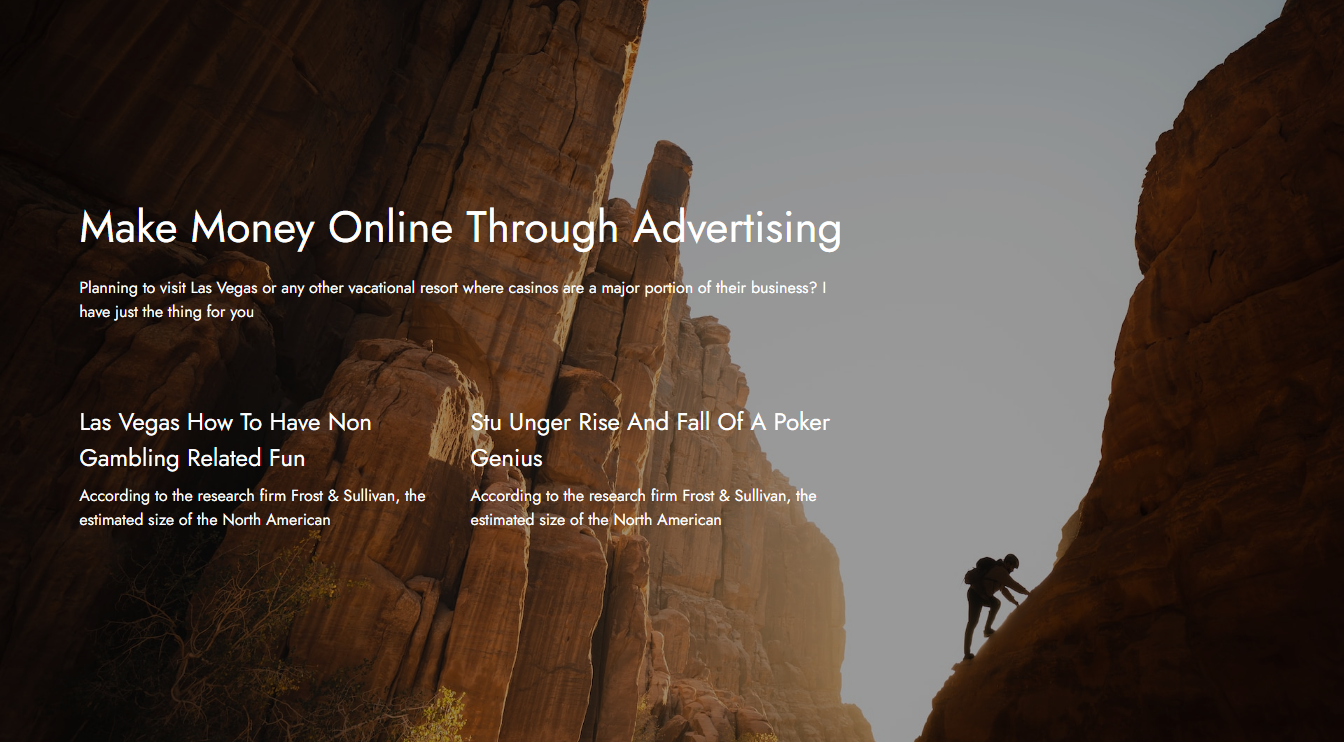 Make Money Online Through Advertising
Planning to visit Las Vegas or any other vacational resort where casinos are a major portion of their business? I
have just the thing for you
Las Vegas How To Have Non
Gambling Related Fun
According to the research firm Frost & Sullivan, the
estimated size of the North American
Stu Unger Rise And Fall Of A Poker
Genius
According to the research firm Frost & Sullivan, the
estimated size of the North American